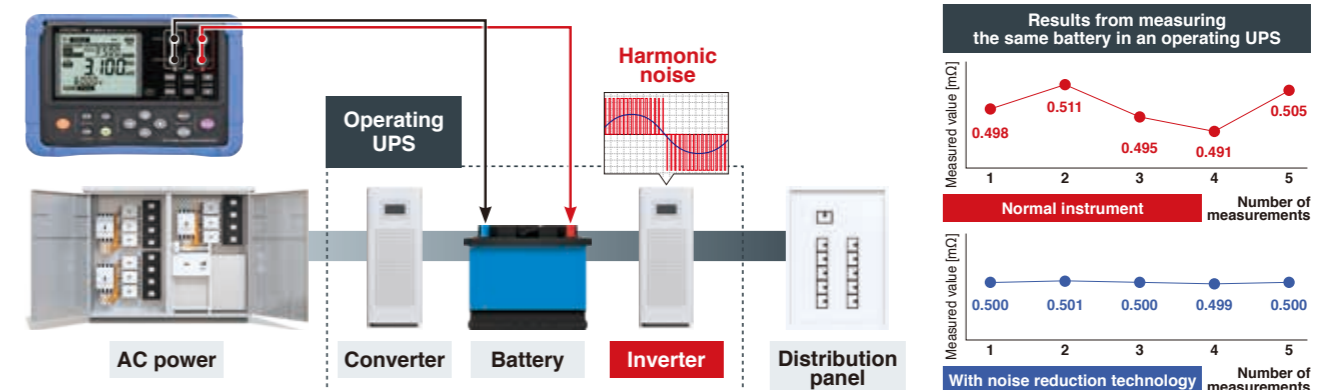 3.100
Harmonic
noise
Operating
UPS
AC power
Converter
Battery
Inverter
Distribution
panel
Results from measuring
the same battery in an operating UPS
Measured value [mΩ]
0.498
0.511
0.495
0.491
0.505
1 2 3 4 5
Normal instrument
Number of
measurements
Measured value [mΩ]
0.500 0.501 0.500 0.499 0.500
1 2 3 4 5
With noise reduction technology
Number of
measurements